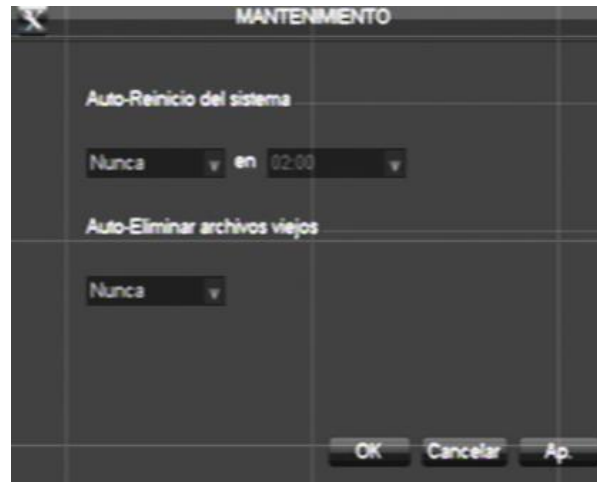 MANTENIMIENTO
Auto-Reinicio del sistema
Nunca en 02:00
Auto-Eliminar archivos viejos
Nunca
OK Cancelar Ap.